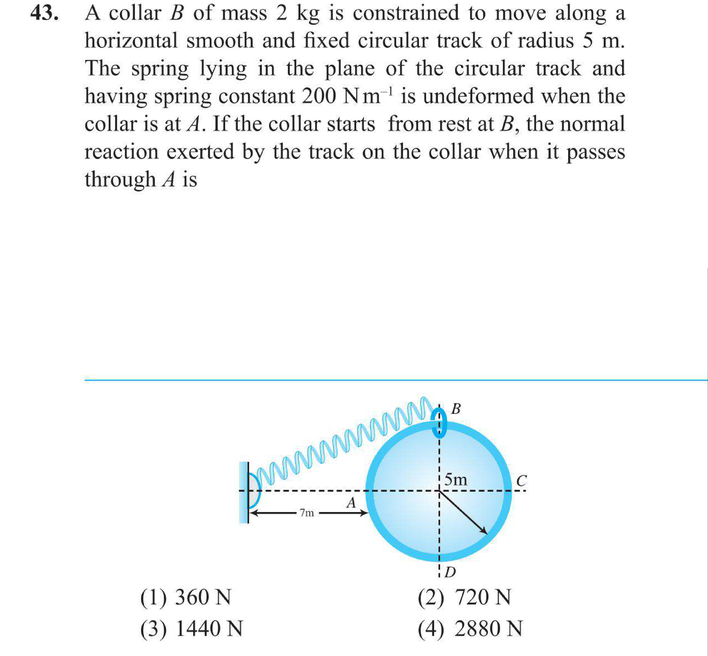 43. A collar B of mass 2 kg is constrained to move along a
horizontal smooth and fixed circular track of radius 5 m.
The spring lying in the plane of the circular track and
having spring constant 200 Nm⁻¹ is undeformed when the
collar is at A. If the collar starts from rest at B, the normal
reaction exerted by the track on the collar when it passes
through A is
B
5m
C
A
7m
D
(1) 360 N (2) 720 N
(3) 1440 N (4) 2880 N